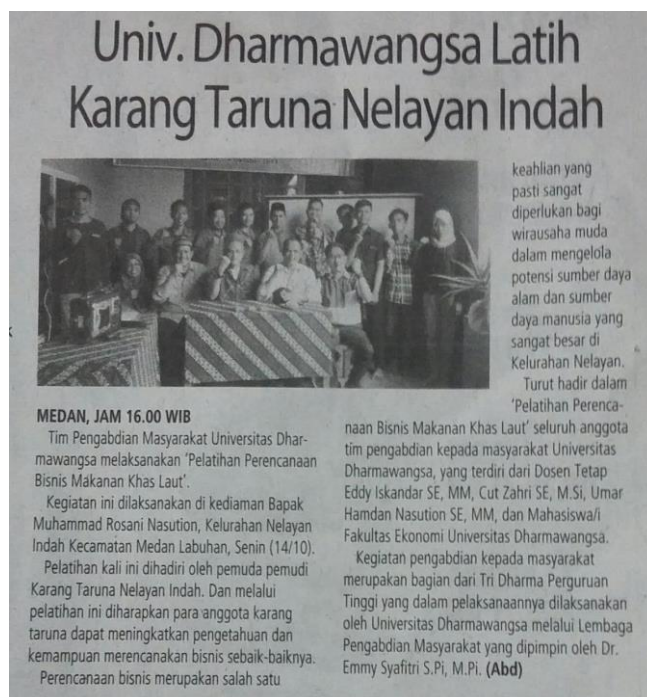 Univ. Dharmawangsa Latih
Karang Taruna Nelayan Indah
MEDAN, JAM 16.00 WIB
Tim Pengabdian Masyarakat Universitas Dhar-
mawangsa melaksanakan 'Pelatihan Perencanaan
Bisnis Makanan Khas Laut'.
Kegiatan ini dilaksanakan di kediaman Bapak
Muhammad Rosani Nasution, Kelurahan Nelayan
Indah Kecamatan Medan Labuhan, Senin (14/10).
Pelatihan kali ini dihadiri oleh pemuda pemudi
Karang Taruna Nelayan Indah. Dan melalui
pelatihan ini diharapkan para anggota karang
taruna dapat meningkatkan pengetahuan dan
kemampuan merencanakan bisnis sebaik-baiknya.
Perencanaan bisnis merupakan salah satu
keahlian yang
pasti sangat
diperlukan bagi
wirausaha muda
dalam mengelola
potensi sumber daya
alam dan sumber
daya manusia yang
sangat besar di
Kelurahan Nelayan.
Turut hadir dalam
'Pelatihan Perenca-
naan Bisnis Makanan Khas Laut' seluruh anggota
tim pengabdian kepada masyarakat Universitas
Dharmawangsa, yang terdiri dari Dosen Tetap
Eddy Iskandar SE, MM, Cut Zahri SE, M.Si, Umar
Hamdan Nasution SE, MM, dan Mahasiswa/i
Fakultas Ekonomi Universitas Dharmawangsa.
Kegiatan pengabdian kepada masyarakat
merupakan bagian dari Tri Dharma Perguruan
Tinggi yang dalam pelaksanaannya dilaksanakan
oleh Universitas Dharmawangsa melalui Lembaga
Pengabdian Masyarakat yang dipimpin oleh Dr.
Emmy Syafitri S.Pi, M.Pi. (Abd)